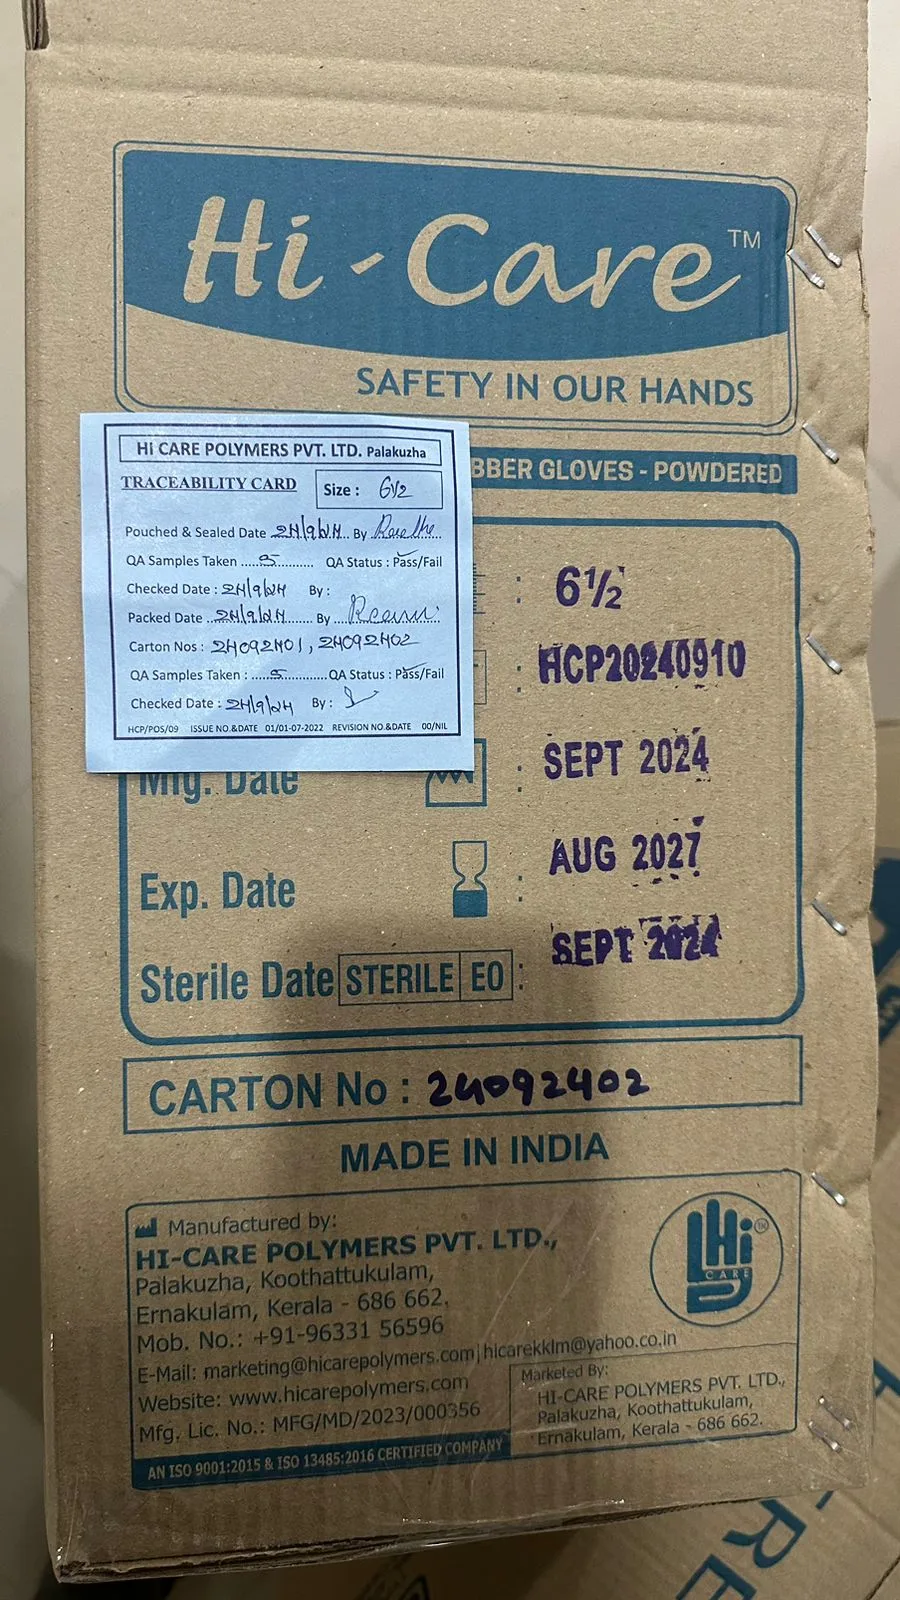 Hi-Care™
SAFETY IN OUR HANDS
BBER GLOVES - POWDERED
Hi CARE POLYMERS PVT. LTD. Palakuzha
TRACEABILITY CARD
Size : 6½
Pouched & Sealed Date 24/9/24 By
QA Samples Taken ...5... QA Status : Pass/Fail
Checked Date : 24/9/24 By :
Packed Date 24/9/24 By
Carton Nos : 24092401, 24092402
QA Samples Taken : ...5... QA Status : Pass/Fail
Checked Date : 24/9/24 By :
HCP/POS/09 ISSUE NO.&DATE 01/01-07-2022 REVISION NO.&DATE 00/NIL
: 6½
: HCP20240910
Mfg. Date : SEPT 2024
Exp. Date : AUG 2027
Sterile Date STERILE EO : SEPT 2024
CARTON No : 24092402
MADE IN INDIA
Manufactured by:
HI-CARE POLYMERS PVT. LTD.,
Palakuzha, Koothattukulam,
Ernakulam, Kerala - 686 662.
Mob. No.: +91-96331 56596
E-Mail: marketing@hicarepolymers.com|hicarekklm@yahoo.co.in
Website: www.hicarepolymers.com
Mfg. Lic. No.: MFG/MD/2023/000356
AN ISO 9001:2015 & ISO 13485:2016 CERTIFIED COMPANY
Hi TM
CARE
Marketed By:
HI-CARE POLYMERS PVT. LTD.,
Palakuzha, Koothattukulam,
Ernakulam, Kerala - 686 662.